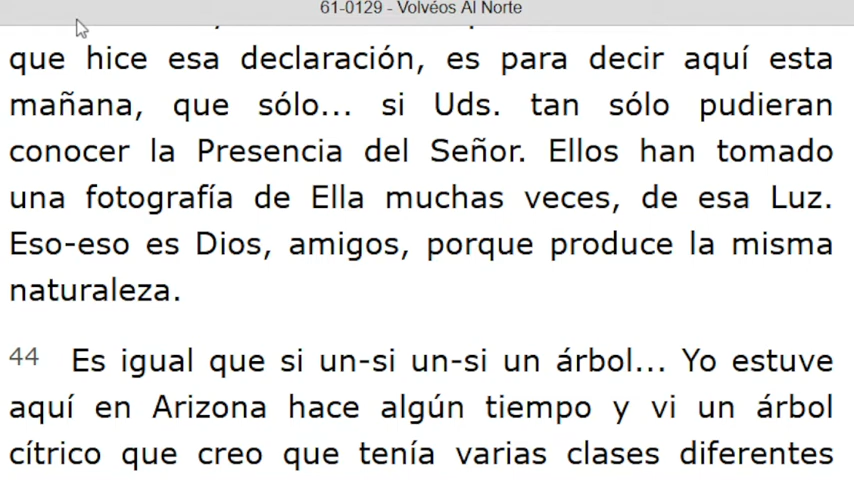 61-0129 - Volvéos Al Norte
que hice esa declaración, es para decir aquí esta
mañana, que sólo... si Uds. tan sólo pudieran
conocer la Presencia del Señor. Ellos han tomado
una fotografía de Ella muchas veces, de esa Luz.
Eso-eso es Dios, amigos, porque produce la misma
naturaleza.
44 Es igual que si un-si un-si un árbol... Yo estuve
aquí en Arizona hace algún tiempo y vi un árbol
cítrico que creo que tenía varias clases diferentes